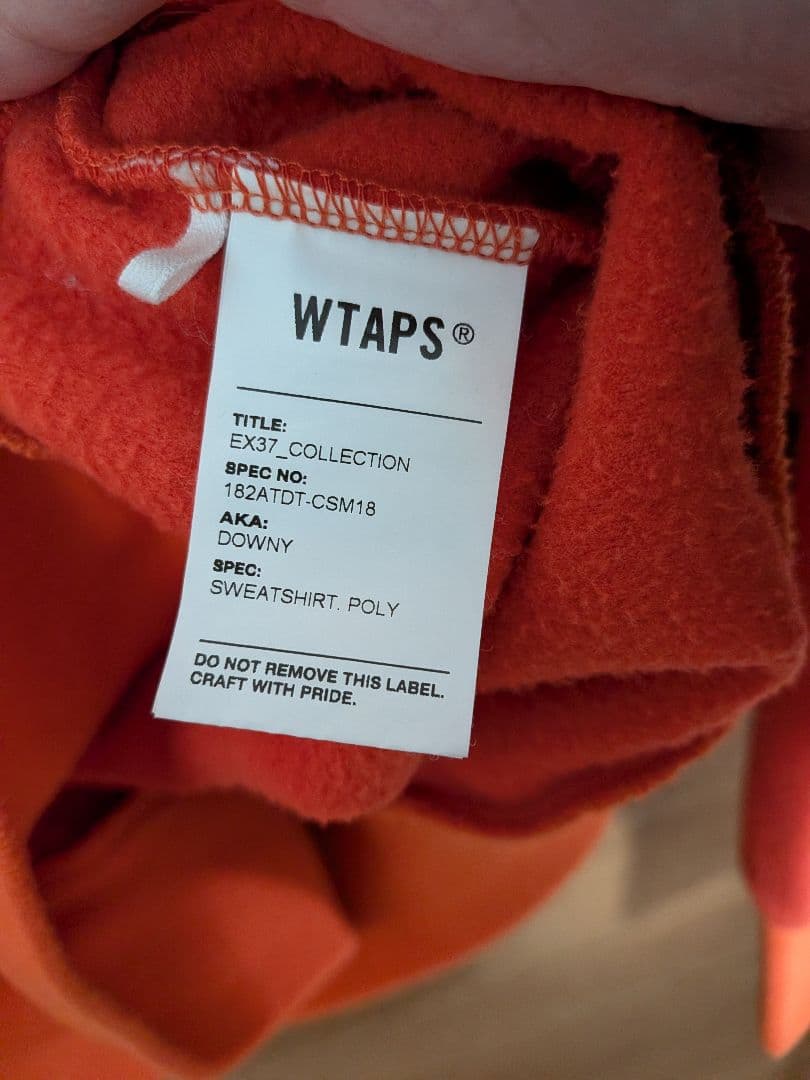 WTAPS®
TITLE:
EX37_COLLECTION
SPEC NO:
182ATDT-CSM18
AKA:
DOWNY
SPEC:
SWEATSHIRT. POLY
DO NOT REMOVE THIS LABEL.
CRAFT WITH PRIDE.